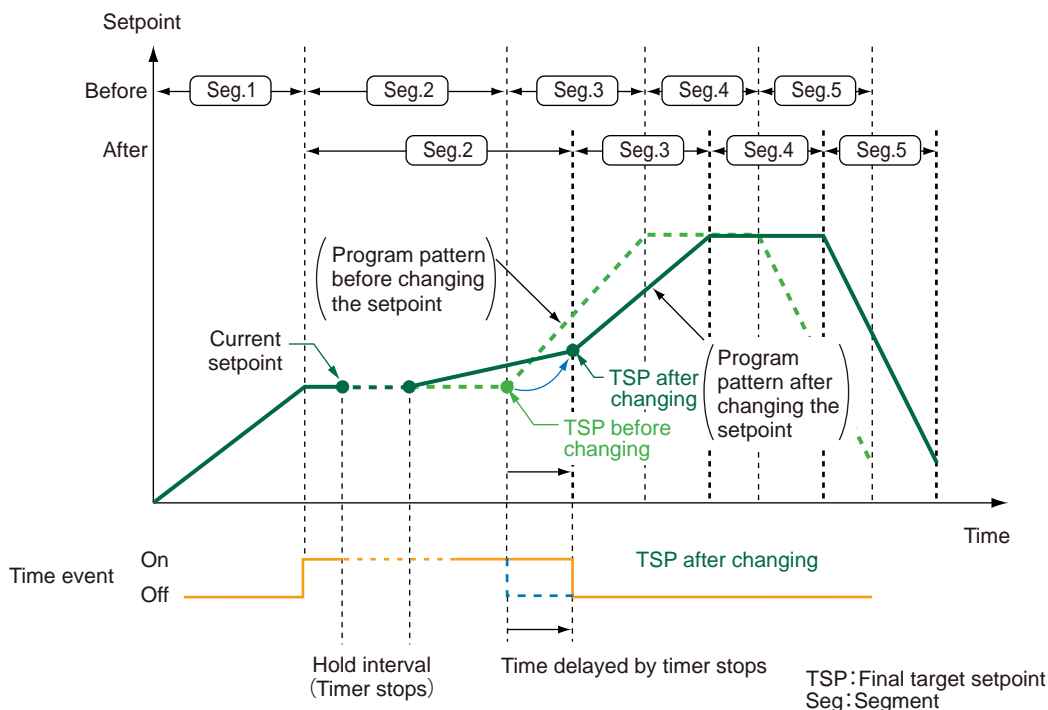 Setpoint
Before
Seg.1
Seg.2
Seg.3
Seg.4
Seg.5
After
Seg.2
Seg.3
Seg.4
Seg.5
Program pattern
before changing
the setpoint
Current
setpoint
TSP after
changing
Program
pattern after
changing the
setpoint
TSP before
changing
Time
Time event
On
Off
TSP after changing
Hold interval
(Timer stops)
Time delayed by timer stops
TSP：Final target setpoint
Seg：Segment